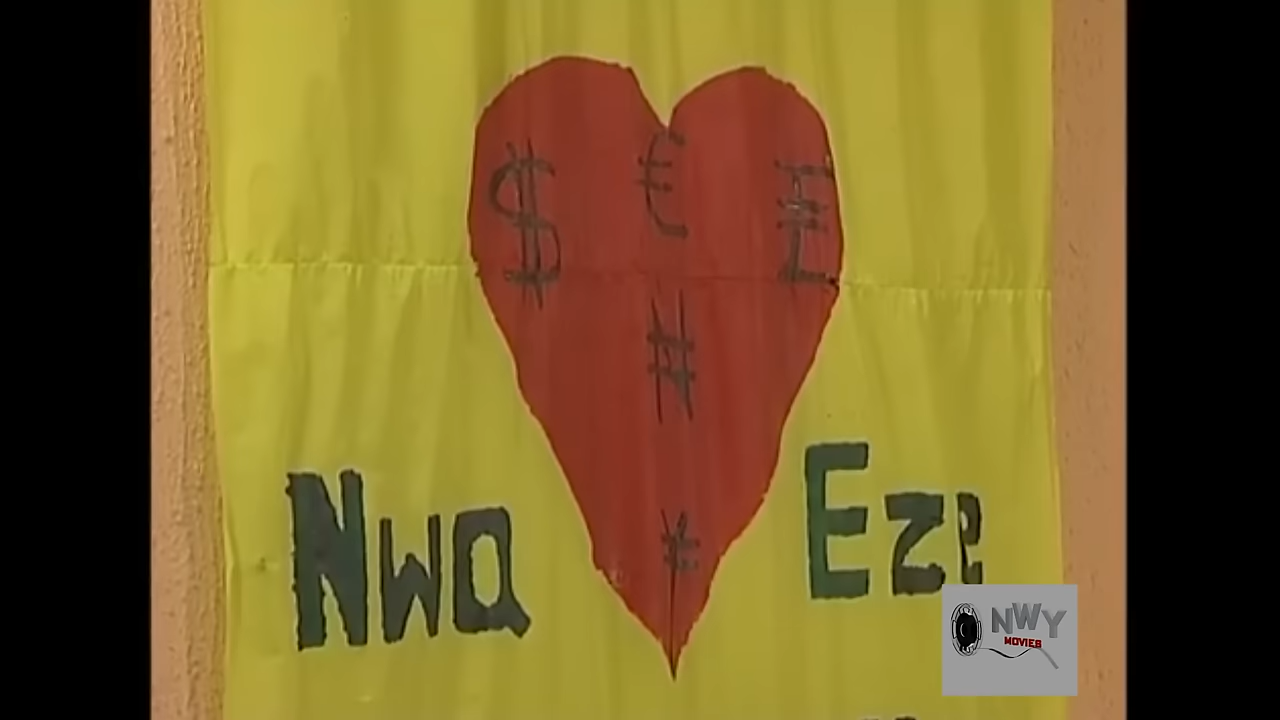 $ € £
₦
¥
Nwa Eze
NWY
MOVIES